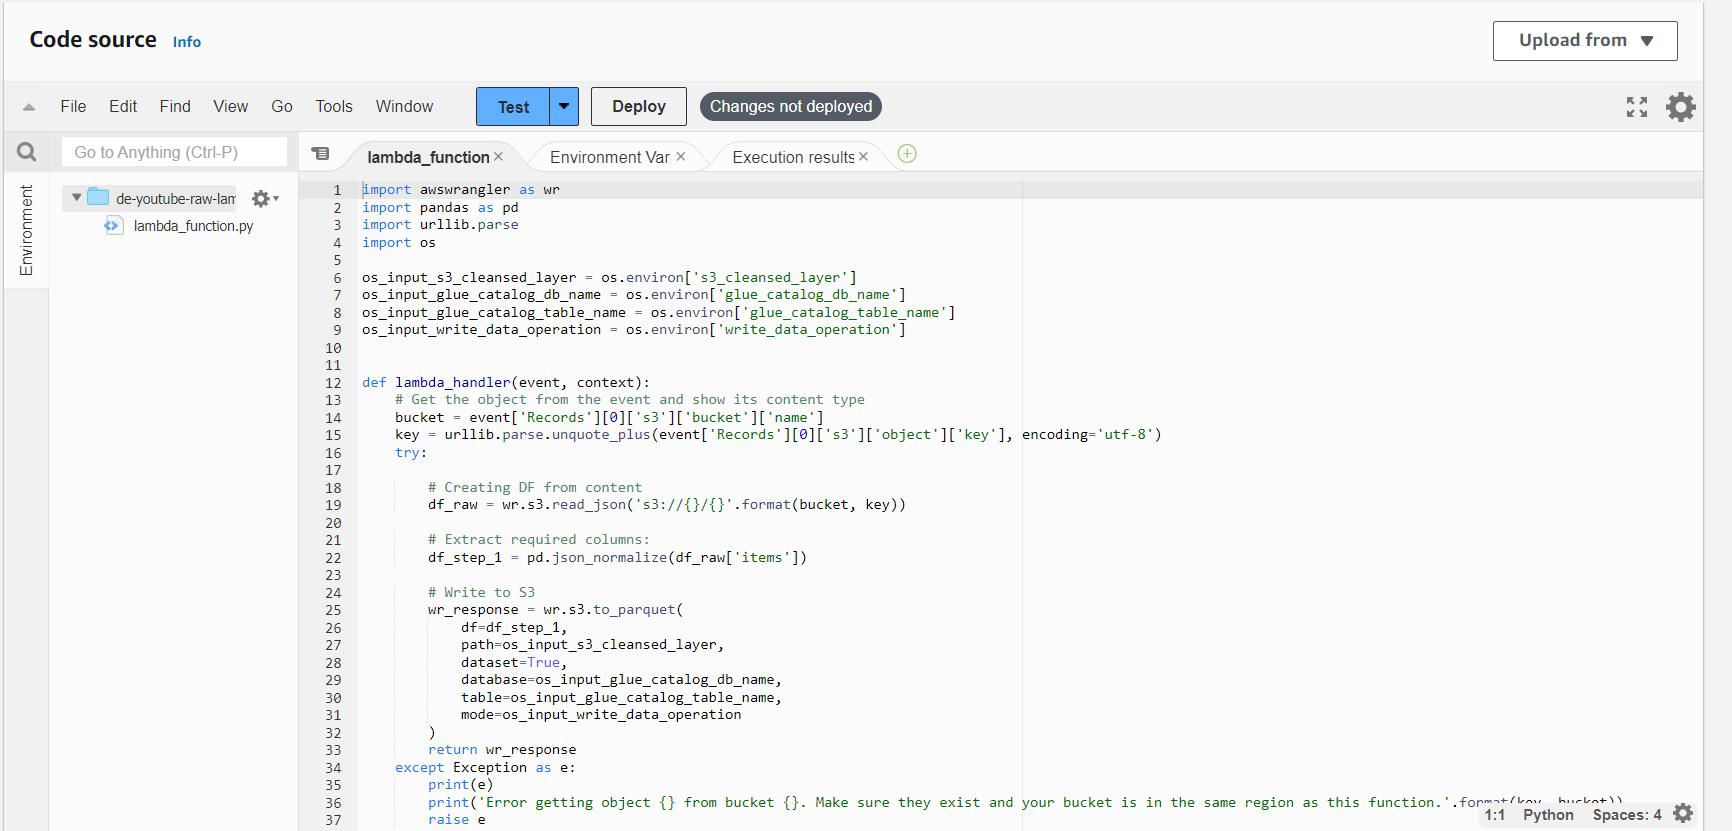 Code source Info
Upload from
File Edit Find View Go Tools Window Test Deploy Changes not deployed
Go to Anything (Ctrl-P)
lambda_function Environment Var Execution results
Environment
de-youtube-raw-lam
lambda_function.py
1 import awswrangler as wr
2 import pandas as pd
3 import urllib.parse
4 import os
5
6 os_input_s3_cleansed_layer = os.environ['s3_cleansed_layer']
7 os_input_glue_catalog_db_name = os.environ['glue_catalog_db_name']
8 os_input_glue_catalog_table_name = os.environ['glue_catalog_table_name']
9 os_input_write_data_operation = os.environ['write_data_operation']
10
11
12 def lambda_handler(event, context):
13     # Get the object from the event and show its content type
14     bucket = event['Records'][0]['s3']['bucket']['name']
15     key = urllib.parse.unquote_plus(event['Records'][0]['s3']['object']['key'], encoding='utf-8')
16     try:
17
18         # Creating DF from content
19         df_raw = wr.s3.read_json('s3://{}/{}'.format(bucket, key))
20
21         # Extract required columns:
22         df_step_1 = pd.json_normalize(df_raw['items'])
23
24         # Write to S3
25         wr_response = wr.s3.to_parquet(
26             df=df_step_1,
27             path=os_input_s3_cleansed_layer,
28             dataset=True,
29             database=os_input_glue_catalog_db_name,
30             table=os_input_glue_catalog_table_name,
31             mode=os_input_write_data_operation
32         )
33         return wr_response
34     except Exception as e:
35         print(e)
36         print('Error getting object {} from bucket {}. Make sure they exist and your bucket is in the same region as this function.'.format(key, bucket))
37         raise e
1:1 Python Spaces: 4